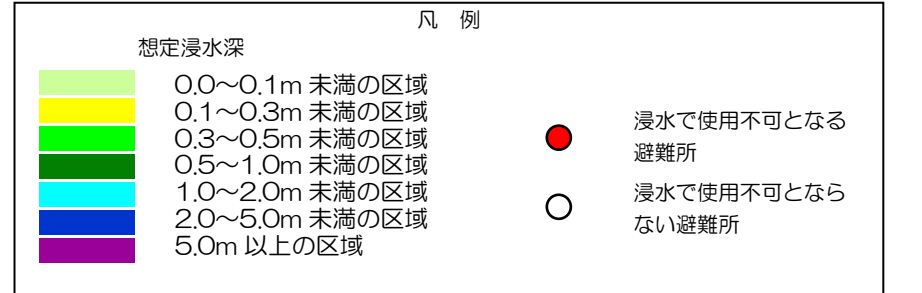 凡 例
想定浸水深
0.0～0.1m 未満の区域
0.1～0.3m 未満の区域
0.3～0.5m 未満の区域
0.5～1.0m 未満の区域
1.0～2.0m 未満の区域
2.0～5.0m 未満の区域
5.0m 以上の区域
浸水で使用不可となる
避難所
浸水で使用不可となら
ない避難所